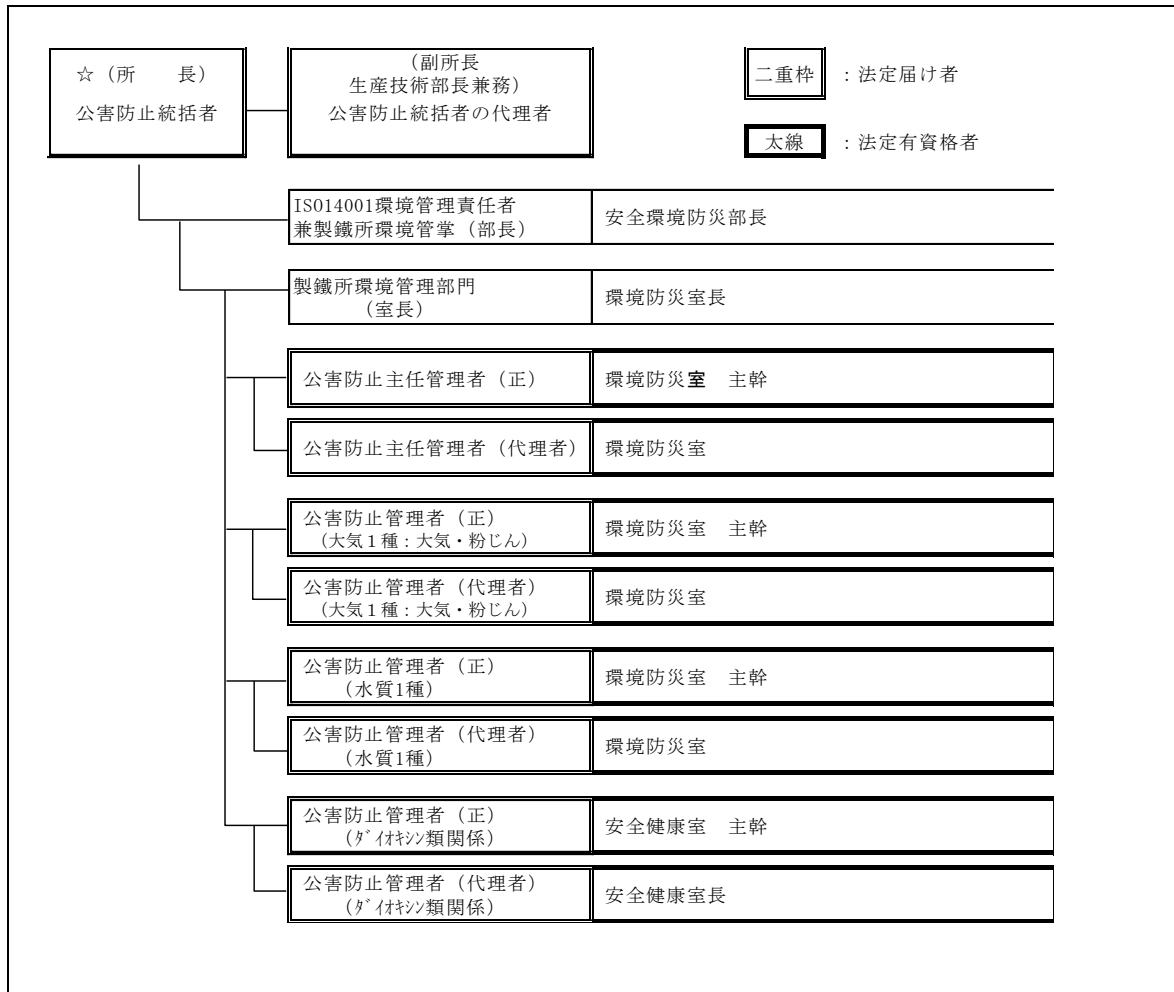 ☆（所　　長）
公害防止統括者
（副所長
生産技術部長兼務）
公害防止統括者の代理者
二重枠　：法定届け者
太線　：法定有資格者
ISO14001環境管理責任者
兼製鐵所環境管掌（部長）
安全環境防災部長
製鐵所環境管理部門
（室長）
環境防災室長
公害防止主任管理者（正）
環境防災室　主幹
公害防止主任管理者（代理者）
環境防災室
公害防止管理者（正）
（大気１種：大気・粉じん）
環境防災室　主幹
公害防止管理者（代理者）
（大気１種：大気・粉じん）
環境防災室
公害防止管理者（正）
（水質1種）
環境防災室　主幹
公害防止管理者（代理者）
（水質1種）
環境防災室
公害防止管理者（正）
（ﾀﾞｲｵｷｼﾝ類関係）
安全健康室　主幹
公害防止管理者（代理者）
（ﾀﾞｲｵｷｼﾝ類関係）
安全健康室長